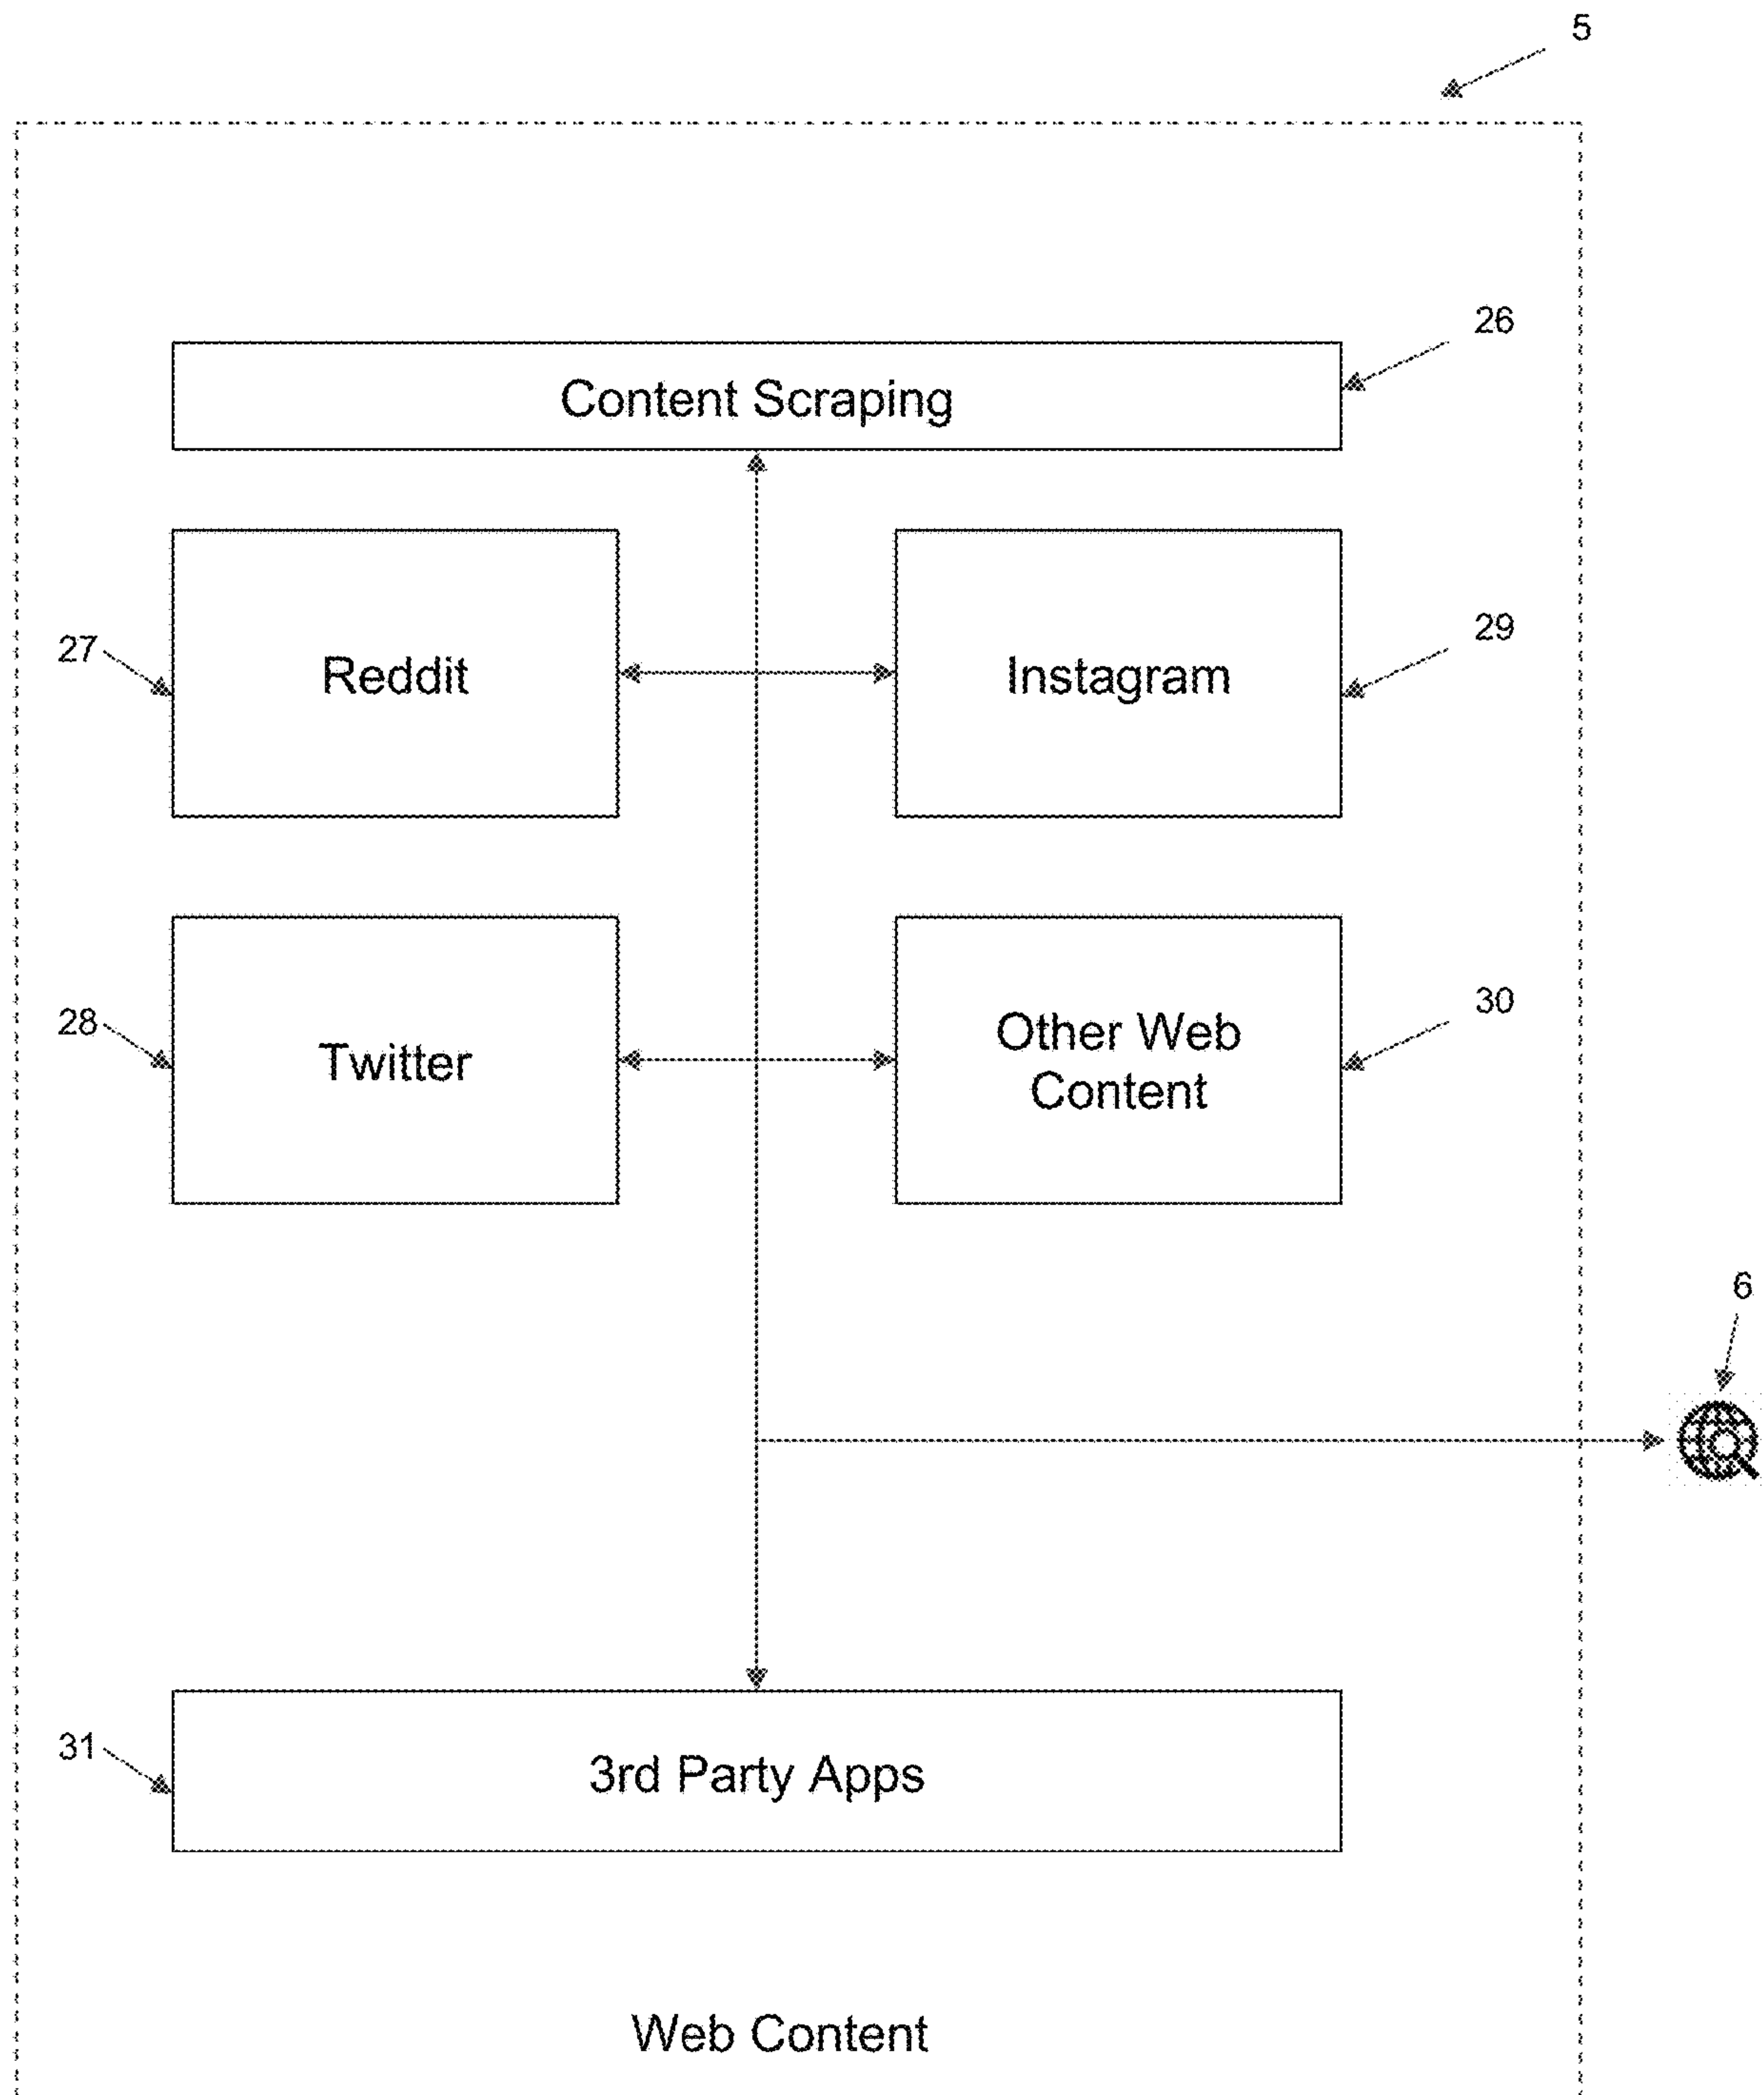 5
26
Content Scraping
27
Reddit
Instagram
29
28
Twitter
Other Web
Content
30
6
31
3rd Party Apps
Web Content